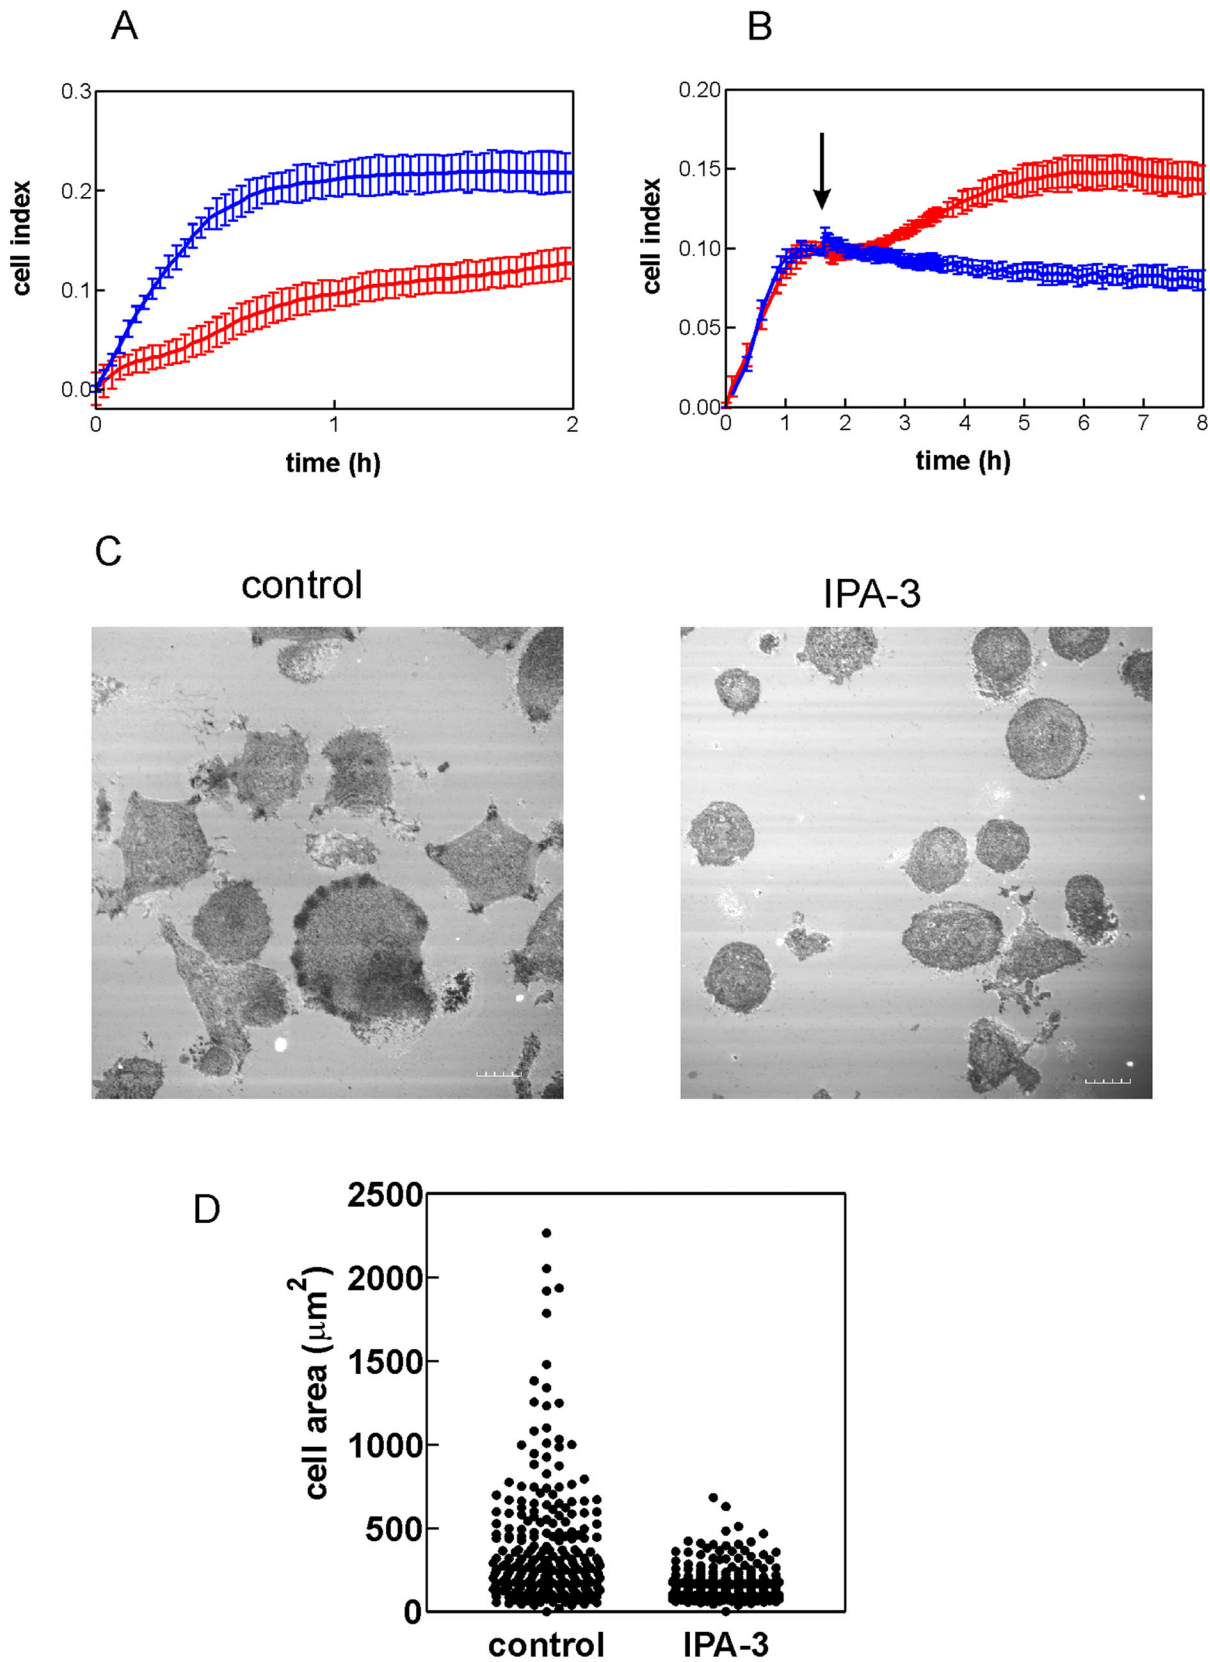 A
B
0.3
0.2
0.1
0.0
cell index
0
1
2
time (h)
0.20
0.15
0.10
0.05
0.00
cell index
0
1
2
3
4
5
6
7
8
time (h)
C
control
IPA-3
D
2500
2000
1500
1000
500
0
cell area (μm²)
control
IPA-3